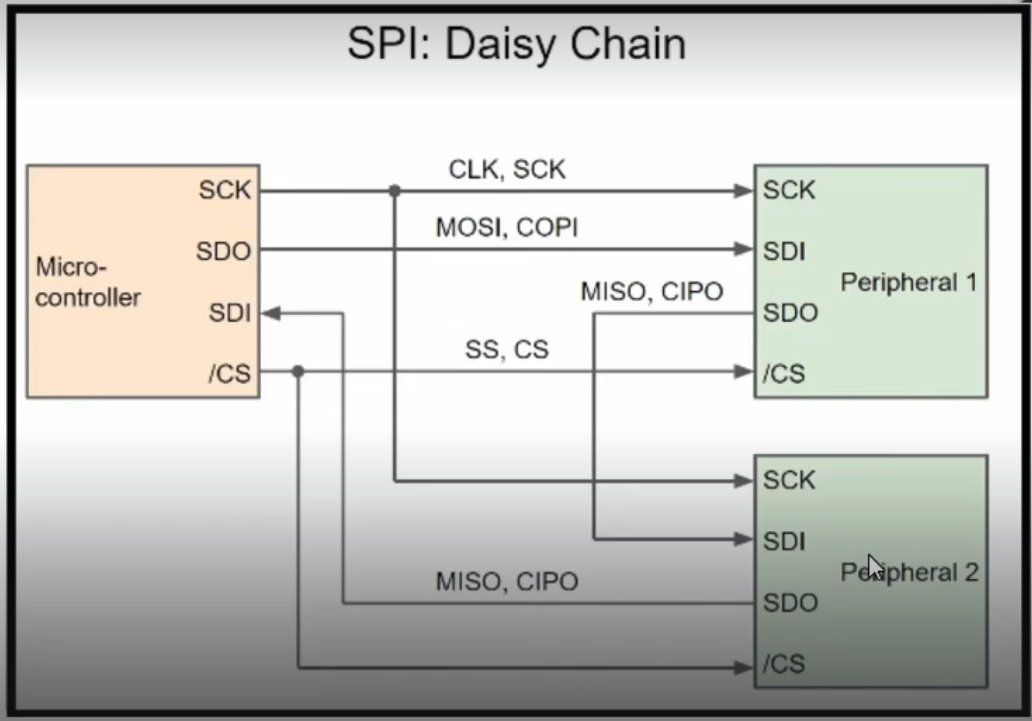 SPI: Daisy Chain
CLK, SCK
SCK
SCK
MOSI, COPI
SDO
SDI
Micro-
controller
Peripheral 1
MISO, CIPO
SDI
SDO
SS, CS
/CS
/CS
SCK
SDI
Peripheral 2
MISO, CIPO
SDO
/CS